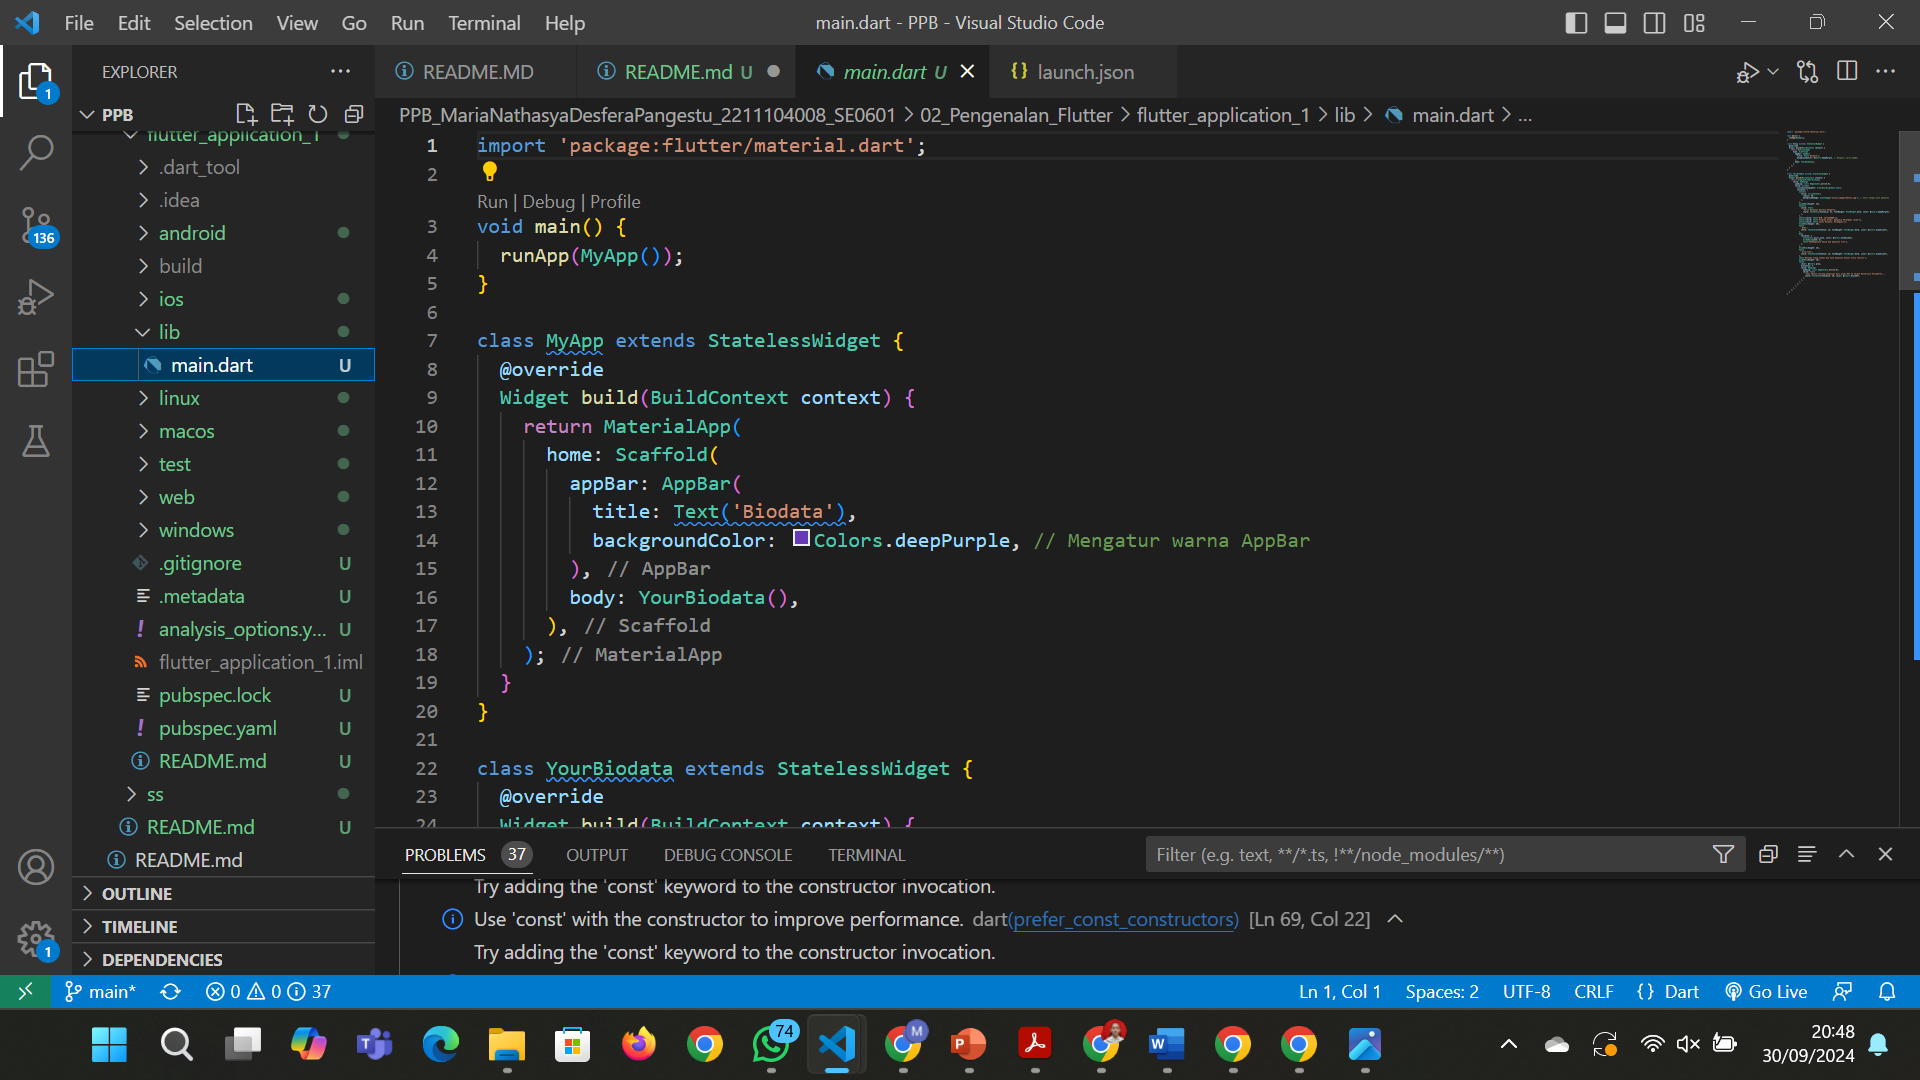 File Edit Selection View Go Run Terminal Help
main.dart - PPB - Visual Studio Code
EXPLORER
README.MD
README.md U
main.dart U
launch.json
PPB
PPB_MariaNathasyaDesferaPangestu_2211104008_SE0601 > 02_Pengenalan_Flutter > flutter_application_1 > lib > main.dart > ...
flutter_application_1
.dart_tool
.idea
android
build
ios
lib
main.dart U
linux
macos
test
web
windows
.gitignore U
.metadata U
analysis_options.y... U
flutter_application_1.iml
pubspec.lock U
pubspec.yaml U
README.md U
ss
README.md U
README.md
OUTLINE
TIMELINE
DEPENDENCIES
1
136
1
1 import 'package:flutter/material.dart';
2
Run | Debug | Profile
3 void main() {
4 runApp(MyApp());
5 }
6
7 class MyApp extends StatelessWidget {
8 @override
9 Widget build(BuildContext context) {
10 return MaterialApp(
11 home: Scaffold(
12 appBar: AppBar(
13 title: Text('Biodata'),
14 backgroundColor: Colors.deepPurple, // Mengatur warna AppBar
15 ), // AppBar
16 body: YourBiodata(),
17 ), // Scaffold
18 ); // MaterialApp
19 }
20 }
21
22 class YourBiodata extends StatelessWidget {
23 @override
24 Widget build(BuildContext context) {
PROBLEMS 37 OUTPUT DEBUG CONSOLE TERMINAL
Filter (e.g. text, **/*.ts, !**/node_modules/**)
Try adding the 'const' keyword to the constructor invocation.
Use 'const' with the constructor to improve performance. dart(prefer_const_constructors) [Ln 69, Col 22]
Try adding the 'const' keyword to the constructor invocation.
main* 0 0 37
Ln 1, Col 1 Spaces: 2 UTF-8 CRLF {} Dart Go Live
74
M
20:48
30/09/2024